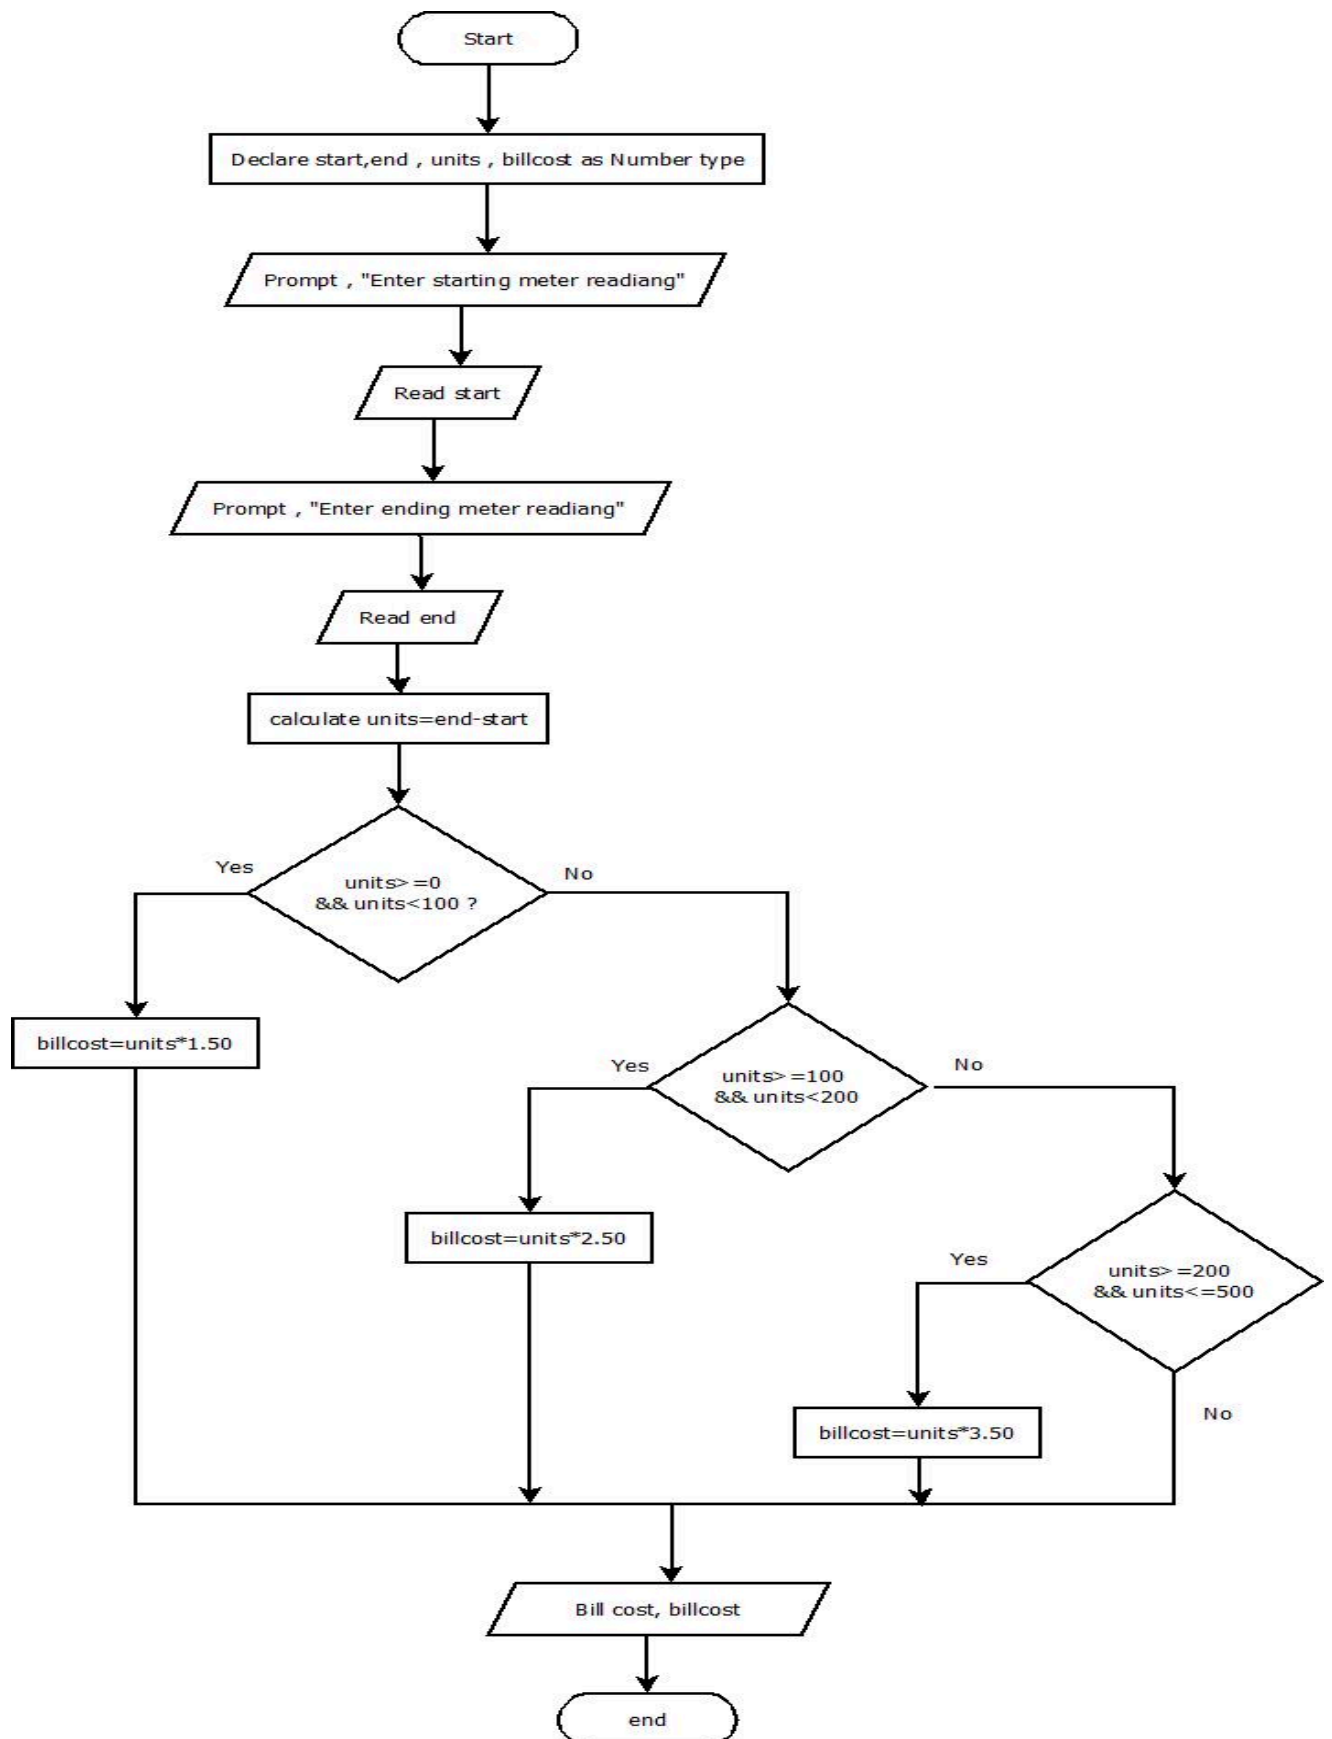 Start
Declare start,end , units , billcost as Number type
Prompt , "Enter starting meter readiang"
Read start
Prompt , "Enter ending meter readiang"
Read end
calculate units=end-start
Yes
units>=0
&& units<100 ?
No
billcost=units*1.50
Yes
units>=100
&& units<200
No
billcost=units*2.50
Yes
units>=200
&& units<=500
No
billcost=units*3.50
Bill cost, billcost
end